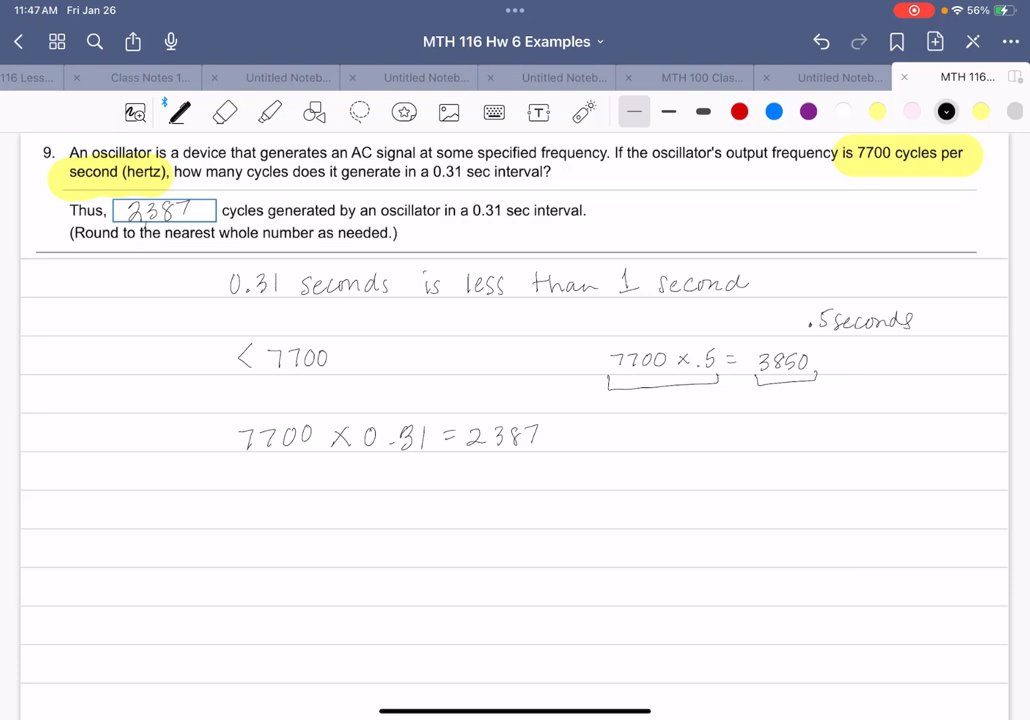 11:47 AM Fri Jan 26
56%
MTH 116 Hw 6 Examples
116 Less...
Class Notes 1...
Untitled Noteb...
Untitled Noteb...
Untitled Noteb...
MTH 100 Clas...
Untitled Noteb...
MTH 116...
9. An oscillator is a device that generates an AC signal at some specified frequency. If the oscillator's output frequency is 7700 cycles per
second (hertz), how many cycles does it generate in a 0.31 sec interval?
Thus, 2,387 cycles generated by an oscillator in a 0.31 sec interval.
(Round to the nearest whole number as needed.)
0.31 seconds is less than 1 second
.5 seconds
< 7700
7700 × .5 = 3850
7700 × 0.31 = 2387